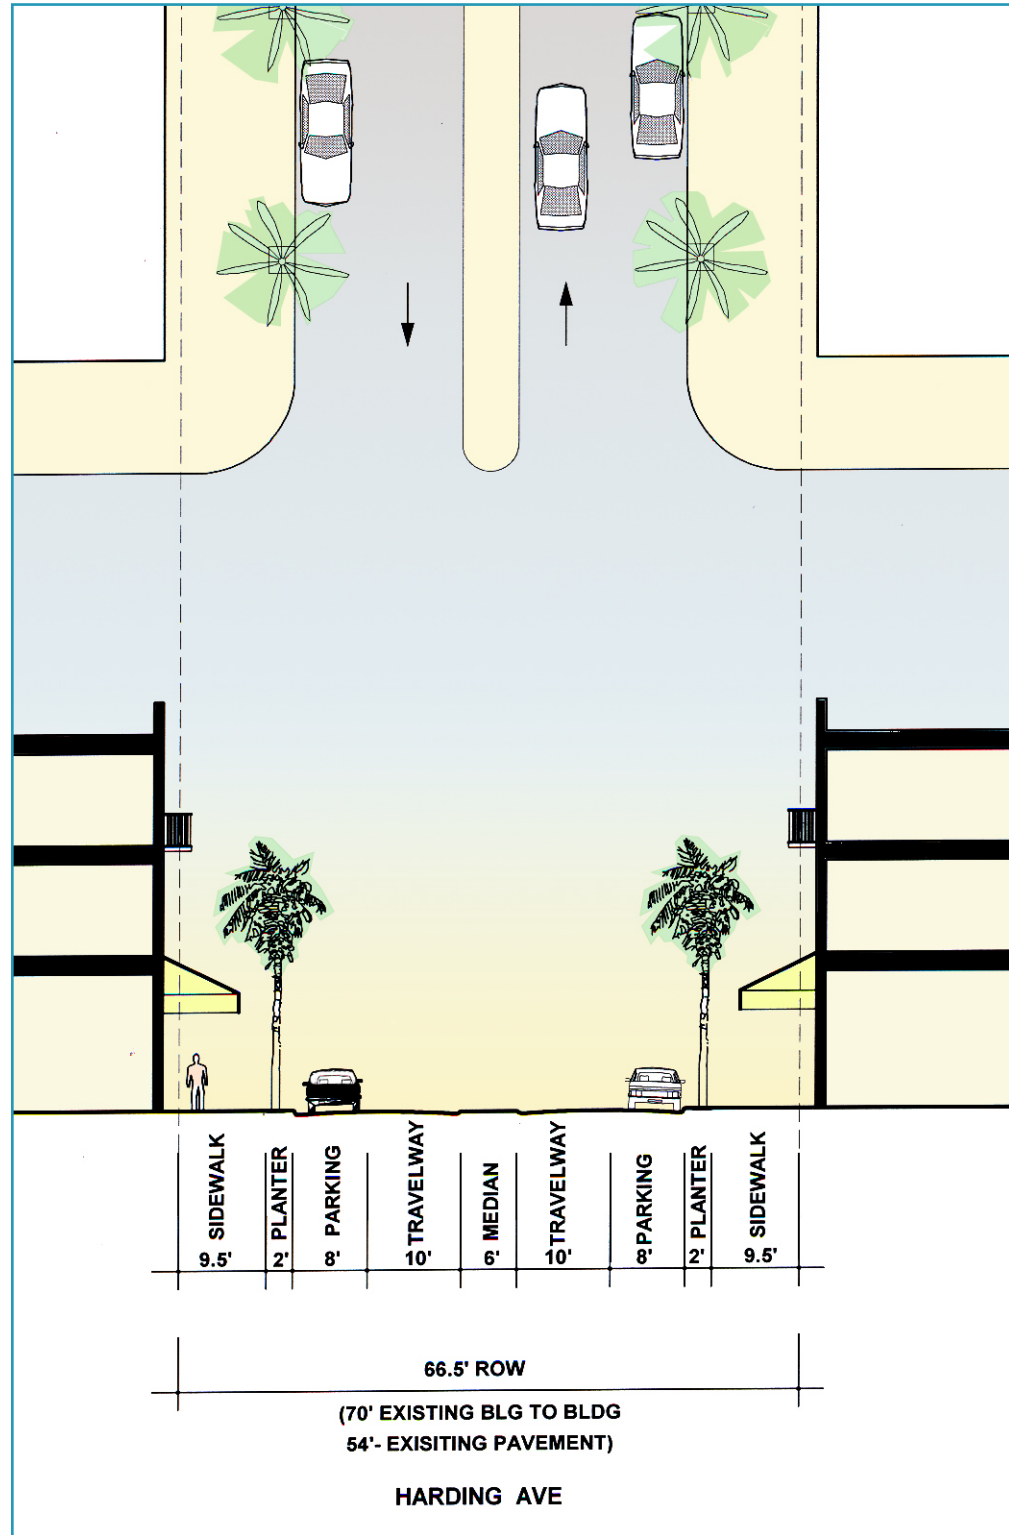 SIDEWALK
PLANTER
PARKING
TRAVELWAY
MEDIAN
TRAVELWAY
PARKING
PLANTER
SIDEWALK
9.5' 2' 8' 10' 6' 10' 8' 2' 9.5'
66.5' ROW
(70' EXISTING BLG TO BLDG
54'- EXISITING PAVEMENT)
HARDING AVE